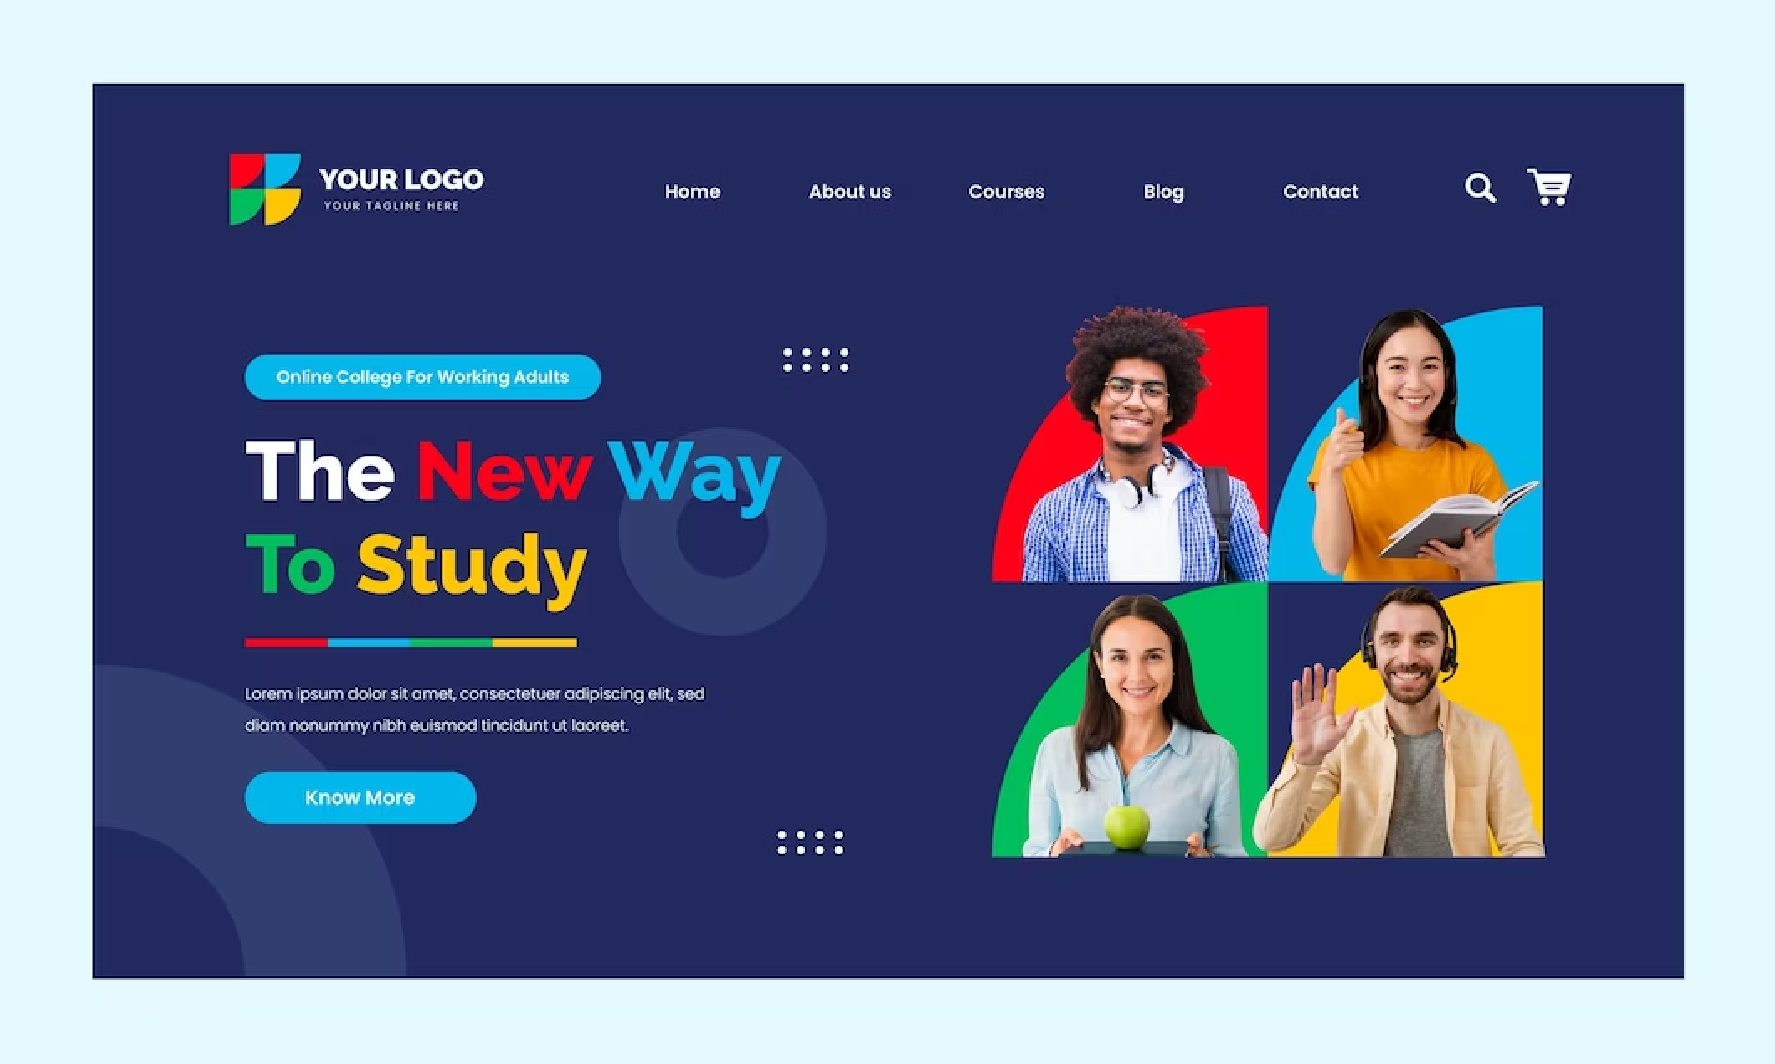 YOUR LOGO
YOUR TAGLINE HERE
Home About us Courses Blog Contact
Online College For Working Adults
The New Way
To Study
Lorem ipsum dolor sit amet, consectetuer adipiscing elit, sed
diam nonummy nibh euismod tincidunt ut laoreet.
Know More